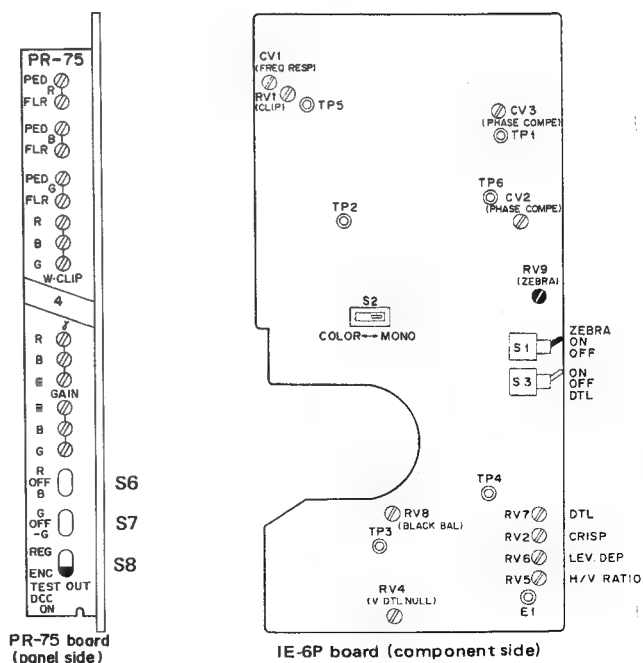 PR-75
PED
R
FLR
PED
B
FLR
PED
G
FLR
R
B
G
W-CLIP
4
γ
R
B
GAIN
B
G
R
OFF
B
S6
G
OFF
-G
S7
REG
ENC
S8
TEST OUT
DCC
ON
PR-75 board
(panel side)
CV1
(FREQ RESP)
RV1
(CLIP)
TP5
CV3
(PHASE COMPE)
TP1
TP6
CV2
(PHASE COMPE)
TP2
RV9
(ZEBRA)
S2
COLOR↔MONO
S1
ZEBRA
ON
OFF
S3
ON
OFF
DTL
TP4
RV8
(BLACK BAL)
TP3
RV7 DTL
RV2 CRISP
RV6 LEV. DEP
RV5 H/V RATIO
E1
RV4
(V DTL NULL)
IE-6P board (component side)